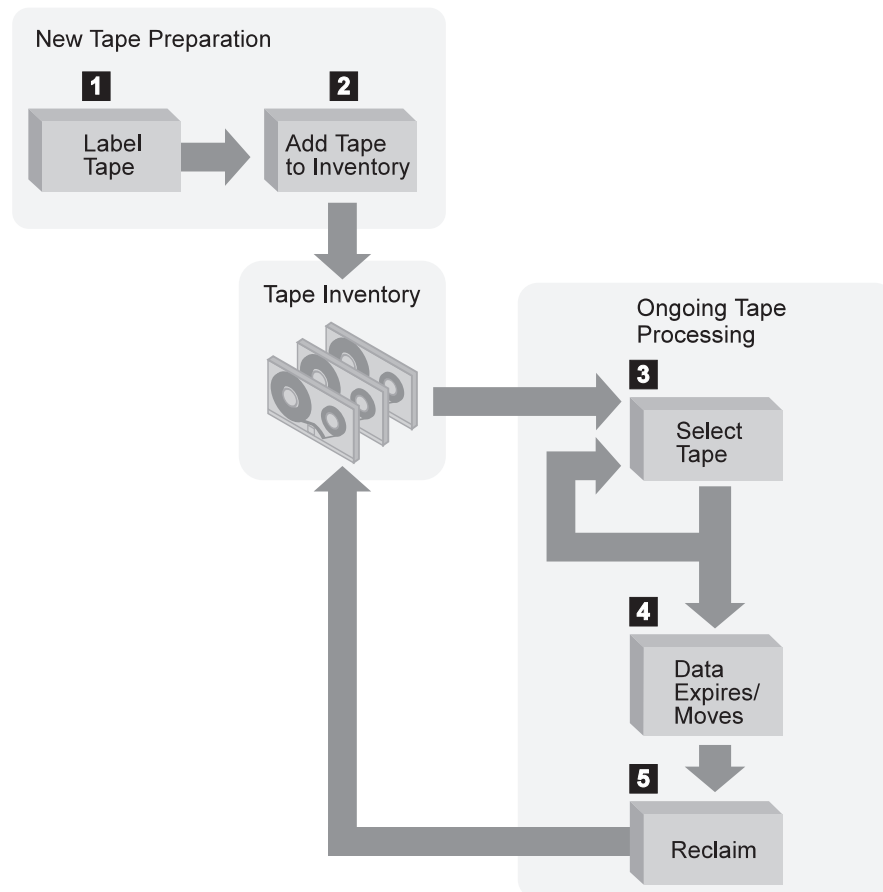 New Tape Preparation
1
Label
Tape
2
Add Tape
to Inventory
Tape Inventory
Ongoing Tape
Processing
3
Select
Tape
4
Data
Expires/
Moves
5
Reclaim